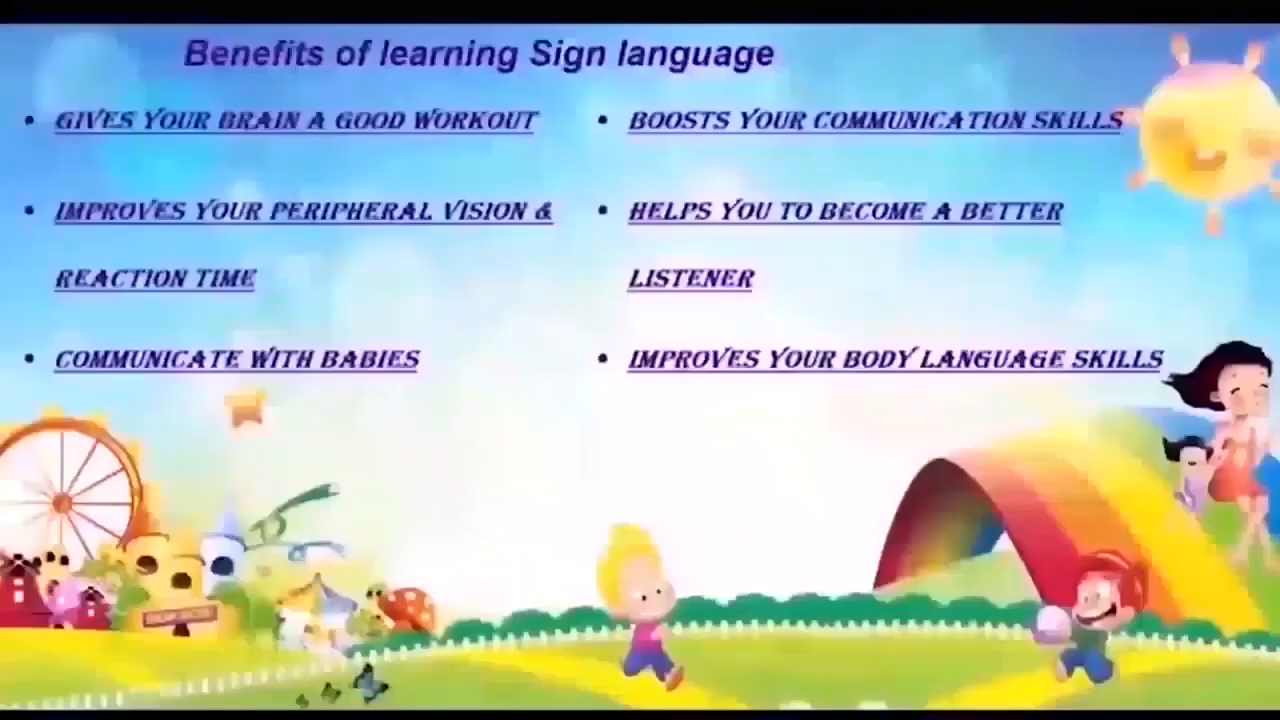 Benefits of learning Sign language
• GIVES YOUR BRAIN A GOOD WORKOUT
• IMPROVES YOUR PERIPHERAL VISION &
REACTION TIME
• COMMUNICATE WITH BABIES
• BOOSTS YOUR COMMUNICATION SKILLS
• HELPS YOU TO BECOME A BETTER
LISTENER
• IMPROVES YOUR BODY LANGUAGE SKILLS